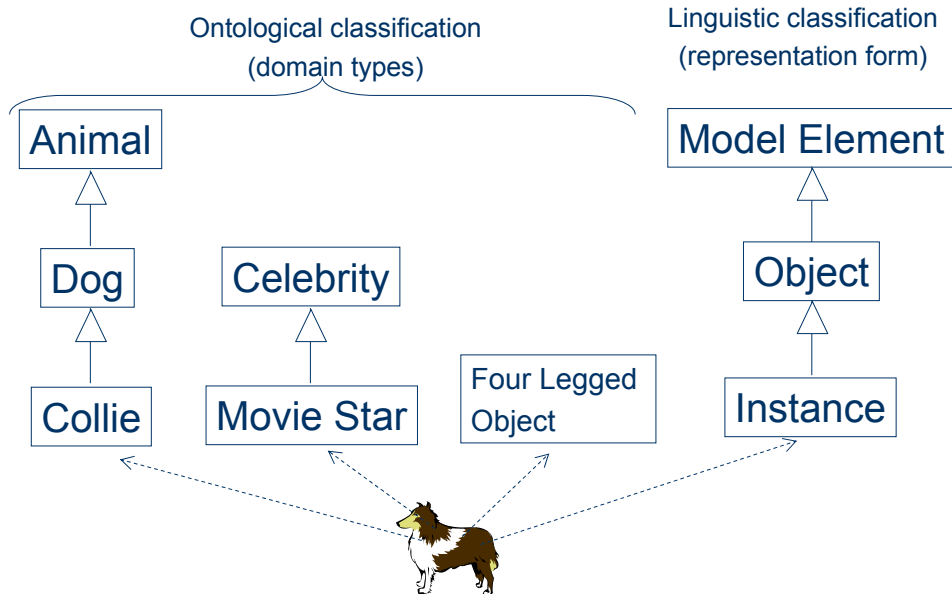 Ontological classification
(domain types)
Linguistic classification
(representation form)
Animal
Model Element
Dog
Celebrity
Object
Collie
Movie Star
Four Legged
Object
Instance